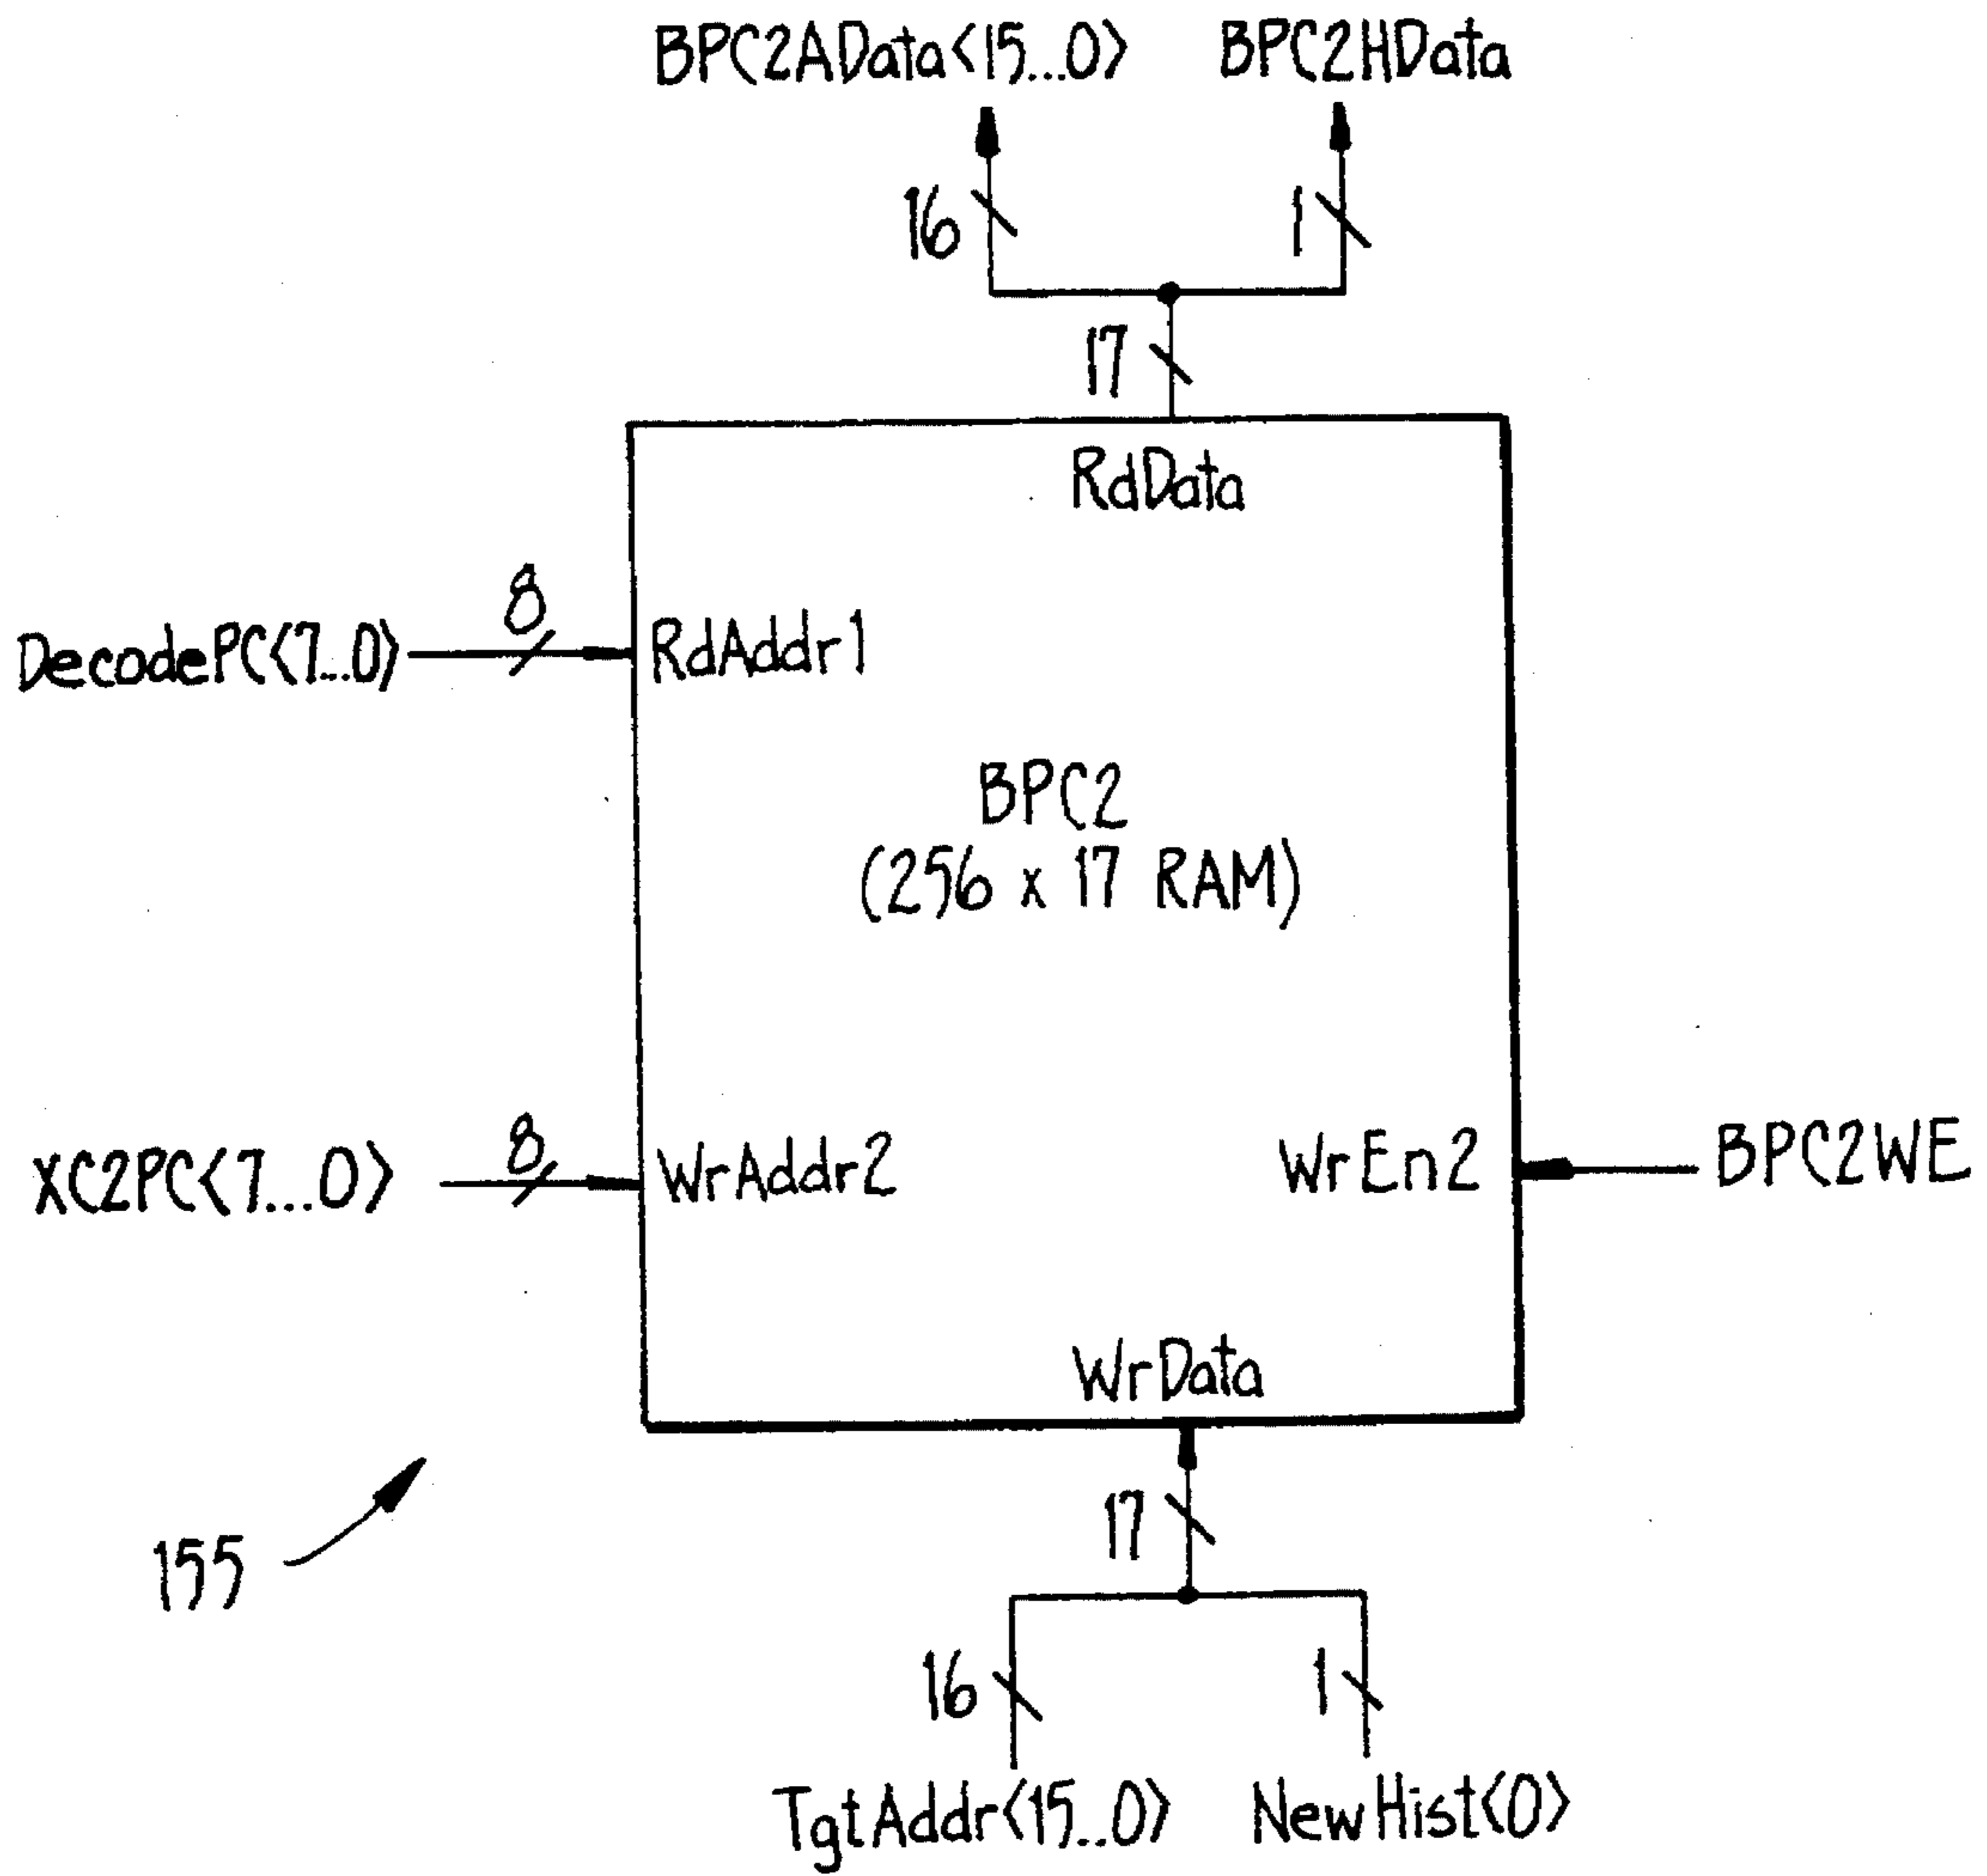 BPC2AData<15...0> BPC2HData
16 1
17
RdData
DecodePC<7...0> 8 RdAddr1
BPC2
(256 x 17 RAM)
XC2PC<7...0> 8 WrAddr2 WrEn2 BPC2WE
WrData
17
155
16 1
TgtAddr<15...0> NewHist<0>